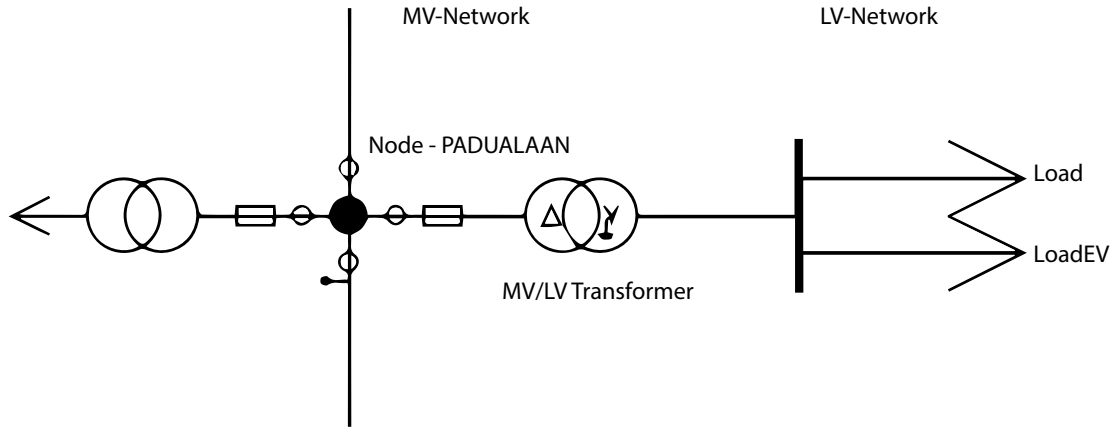 MV-Network
LV-Network
Node - PADUALAAN
Load
LoadEV
MV/LV Transformer